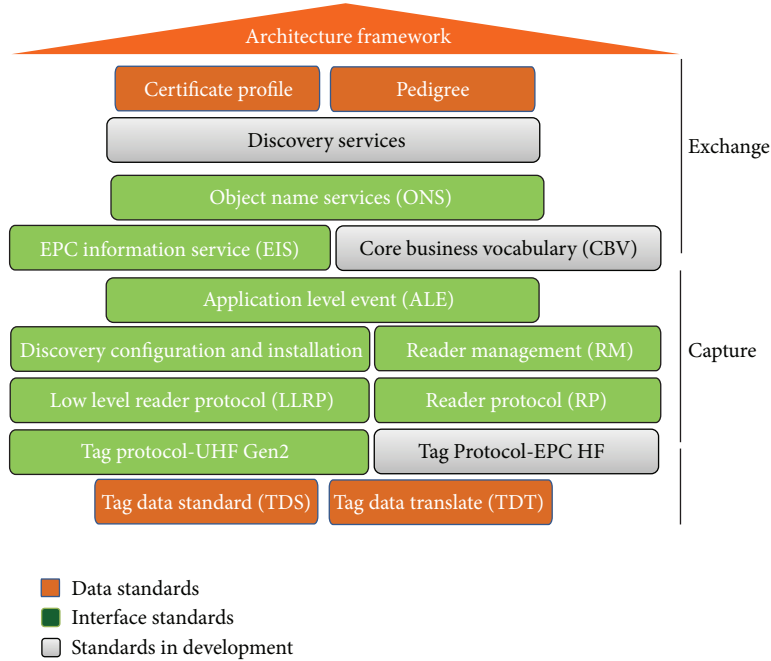 Architecture framework
Certificate profile
Pedigree
Discovery services
Exchange
Object name services (ONS)
EPC information service (EIS)
Core business vocabulary (CBV)
Application level event (ALE)
Discovery configuration and installation
Reader management (RM)
Capture
Low level reader protocol (LLRP)
Reader protocol (RP)
Tag protocol-UHF Gen2
Tag Protocol-EPC HF
Tag data standard (TDS)
Tag data translate (TDT)
Data standards
Interface standards
Standards in development